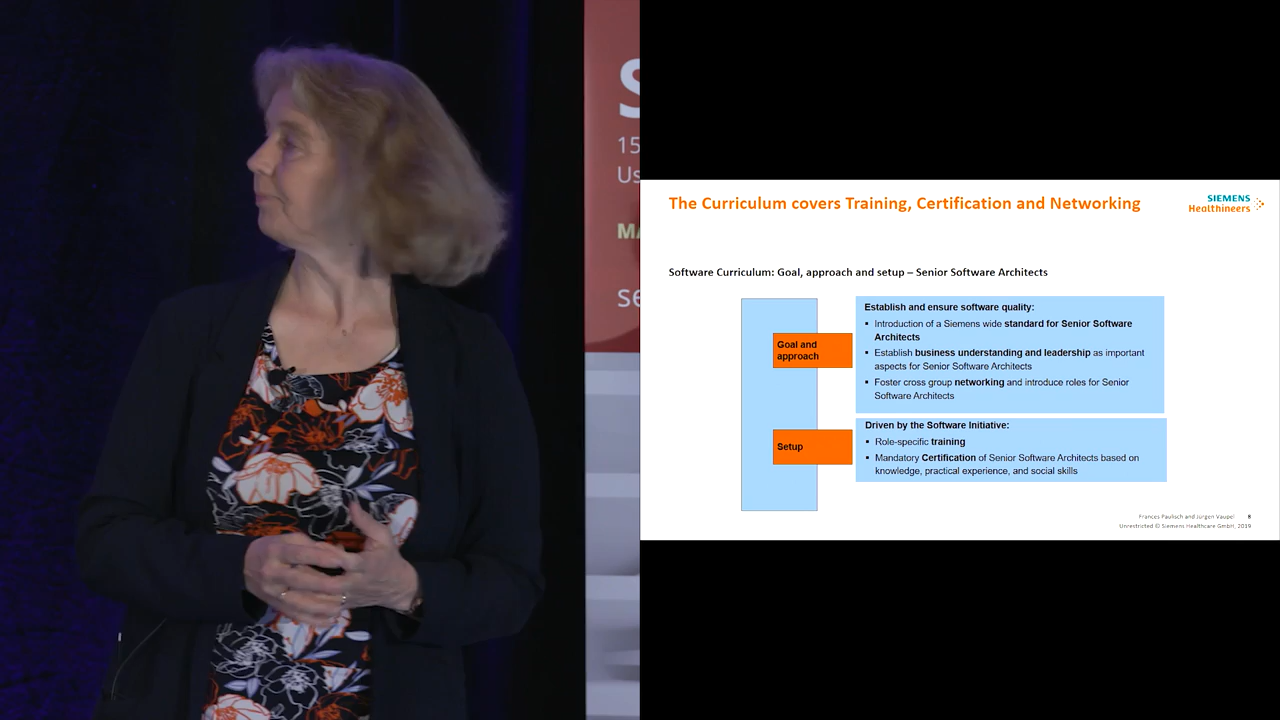 S
15
Us
MA
se
The Curriculum covers Training, Certification and Networking
SIEMENS
Healthineers
Software Curriculum: Goal, approach and setup – Senior Software Architects
Goal and
approach
Establish and ensure software quality:
▪ Introduction of a Siemens wide standard for Senior Software
Architects
▪ Establish business understanding and leadership as important
aspects for Senior Software Architects
▪ Foster cross group networking and introduce roles for Senior
Software Architects
Setup
Driven by the Software Initiative:
▪ Role-specific training
▪ Mandatory Certification of Senior Software Architects based on
knowledge, practical experience, and social skills
Frances Paulisch and Jürgen Vaupel 8
Unrestricted © Siemens Healthcare GmbH, 2019